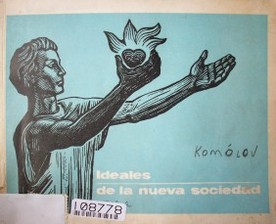 Komólov
Ideales
de la nueva sociedad
108778